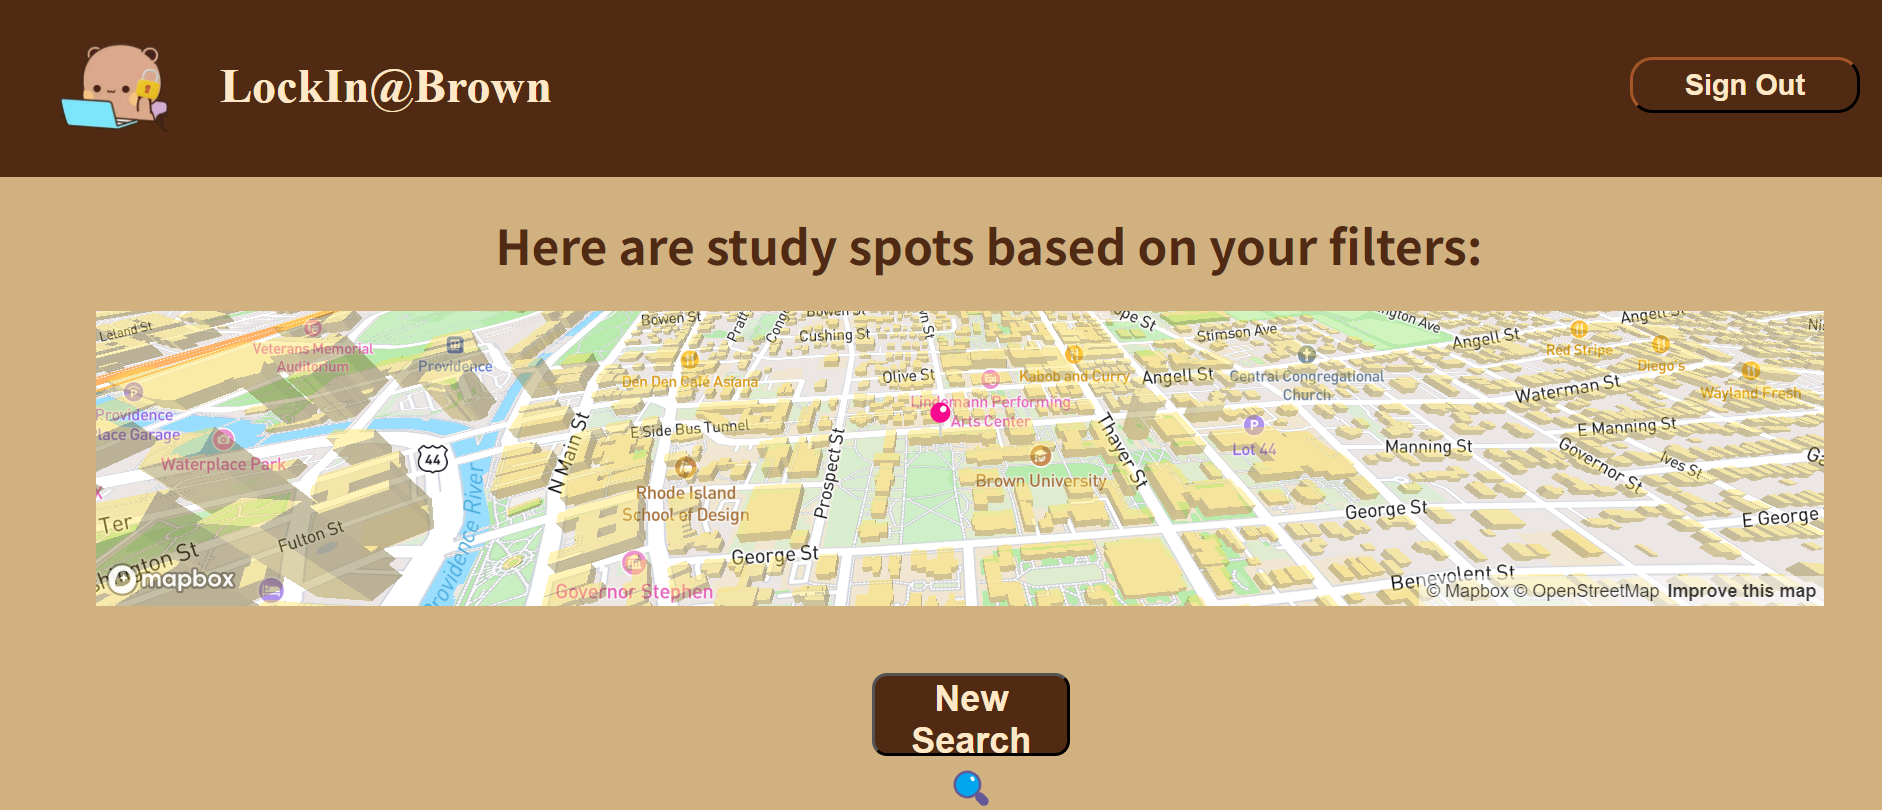 LockIn@Brown
Sign Out
Here are study spots based on your filters:
Leland St
Bowen St
Bowen St
Cushing St
Stimson Ave
Angell St
Angell St
Veterans Memorial
Auditorium
Providence
Den Den Café Asiana
Olive St
Kabob and Curry
Angell St
Central Congregational
Church
Red Stripe
Diego's
Waterman St
Wayland Fresh
Providence
lace Garage
Lindemann Performing
Arts Center
E Side Bus Tunnel
N Main St
Prospect St
Thayer St
Lot 44
Manning St
E Manning St
Governor St
Ives St
Waterplace Park
44
Rhode Island
School of Design
Brown University
Providence River
Ter
Fulton St
George St
George St
E George
Governor Stephen
Benevolent St
mapbox
© Mapbox © OpenStreetMap Improve this map
New
Search